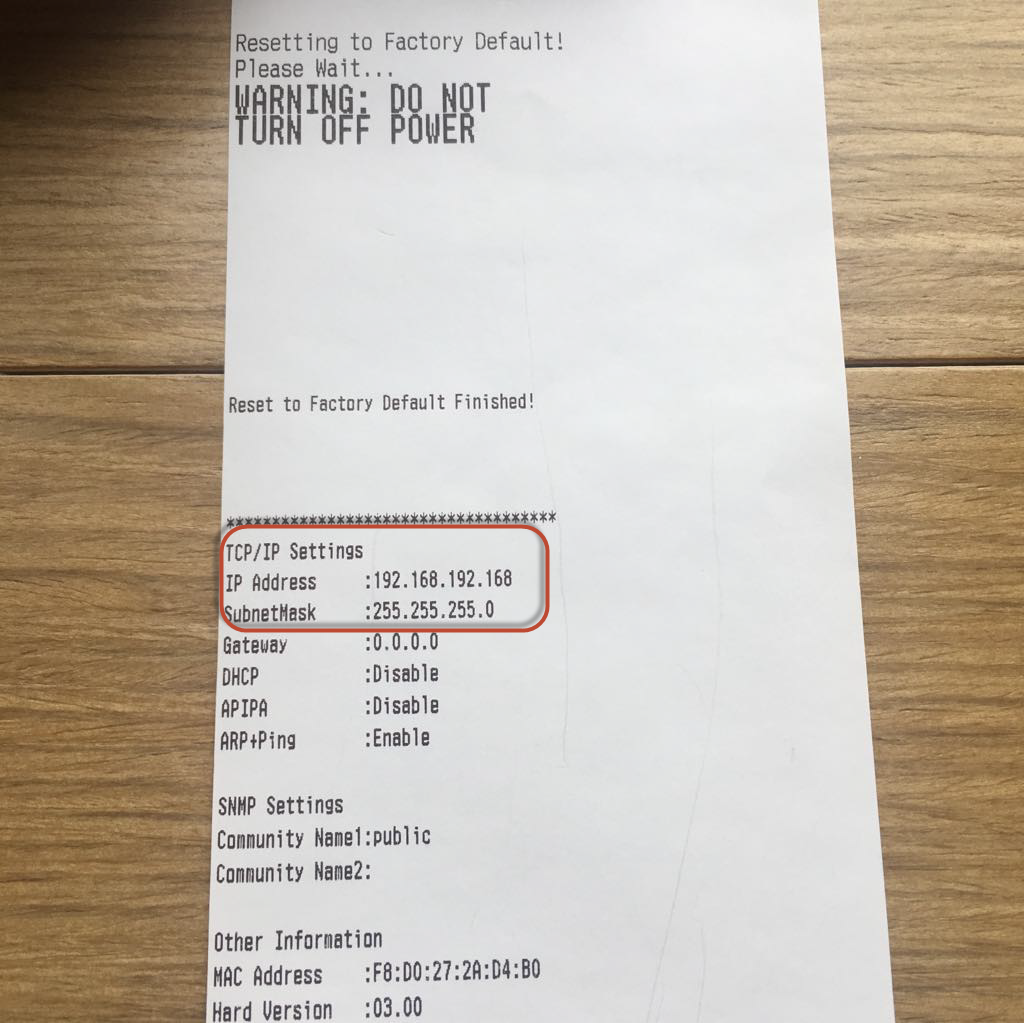 Resetting to Factory Default!
Please Wait...
WARNING: DO NOT
TURN OFF POWER
Reset to Factory Default Finished!
************************************
TCP/IP Settings
IP Address :192.168.192.168
SubnetMask :255.255.255.0
Gateway :0.0.0.0
DHCP :Disable
APIPA :Disable
ARP+Ping :Enable
SNMP Settings
Community Name1:public
Community Name2:
Other Information
MAC Address :F8:D0:27:2A:D4:B0
Hard Version :03.00